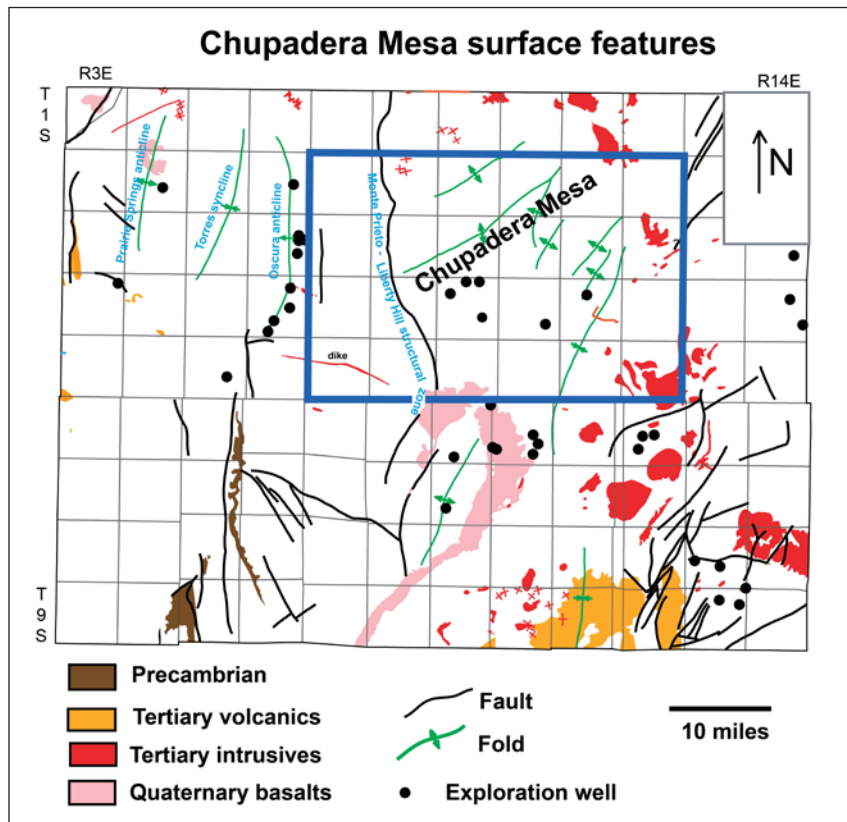 Chupadera Mesa surface features
R3E
R14E
T
1
S
N
Prairie Springs anticline
Torres syncline
Oscura anticline
Monte Prieto - Liberty Hill structural zone
Chupadera Mesa
dike
T
9
S
Precambrian
Tertiary volcanics
Tertiary intrusives
Quaternary basalts
Fault
Fold
Exploration well
10 miles